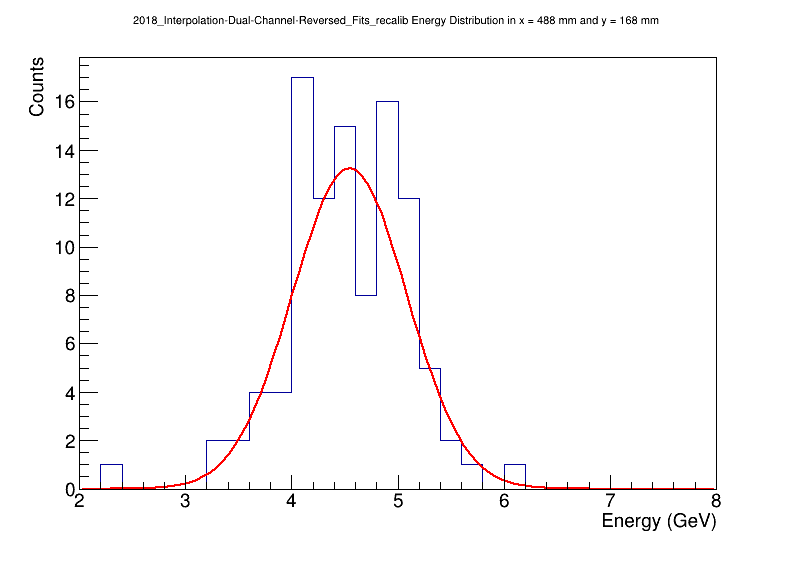 2018_Interpolation-Dual-Channel-Reversed_Fits_recalib Energy Distribution in x = 488 mm and y = 168 mm
Counts
16
14
12
10
8
6
4
2
0
2 3 4 5 6 7 8
Energy (GeV)